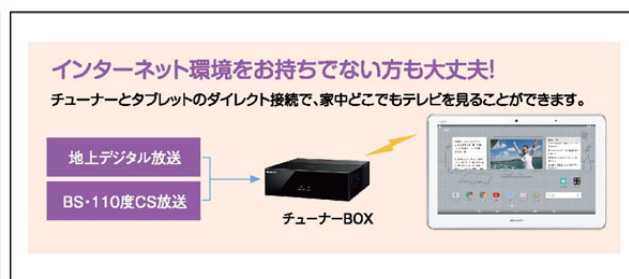 インターネット環境をお持ちでない方も大丈夫!
チューナーとタブレットのダイレクト接続で、家中どこでもテレビを見ることができます。
地上デジタル放送
BS・110度CS放送
チューナーBOX